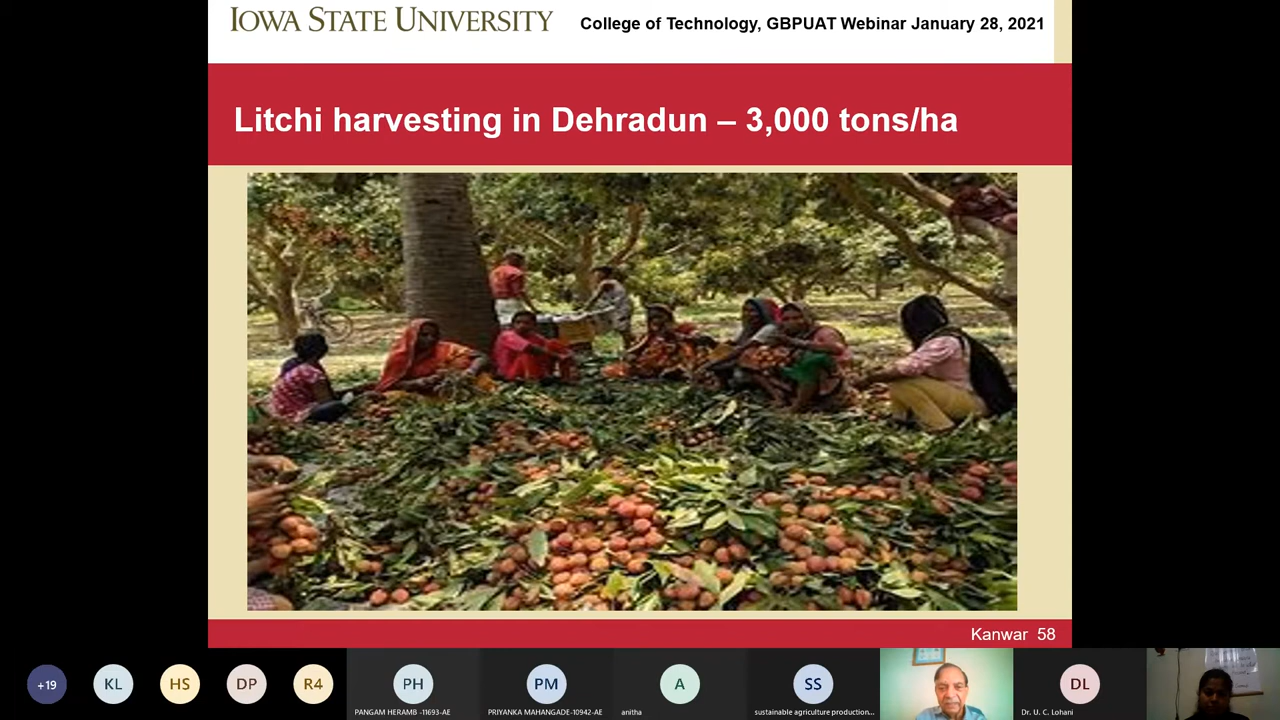 IOWA STATE UNIVERSITY
College of Technology, GBPUAT Webinar January 28, 2021
Litchi harvesting in Dehradun – 3,000 tons/ha
Kanwar 58
+19
KL
HS
DP
R4
PH
PM
A
SS
DL
PANGAM HERAMB -11693-AE
PRIYANKA MAHANGADE-10942-AE
anitha
sustainable agriculture production...
Dr. U. C. Lohani